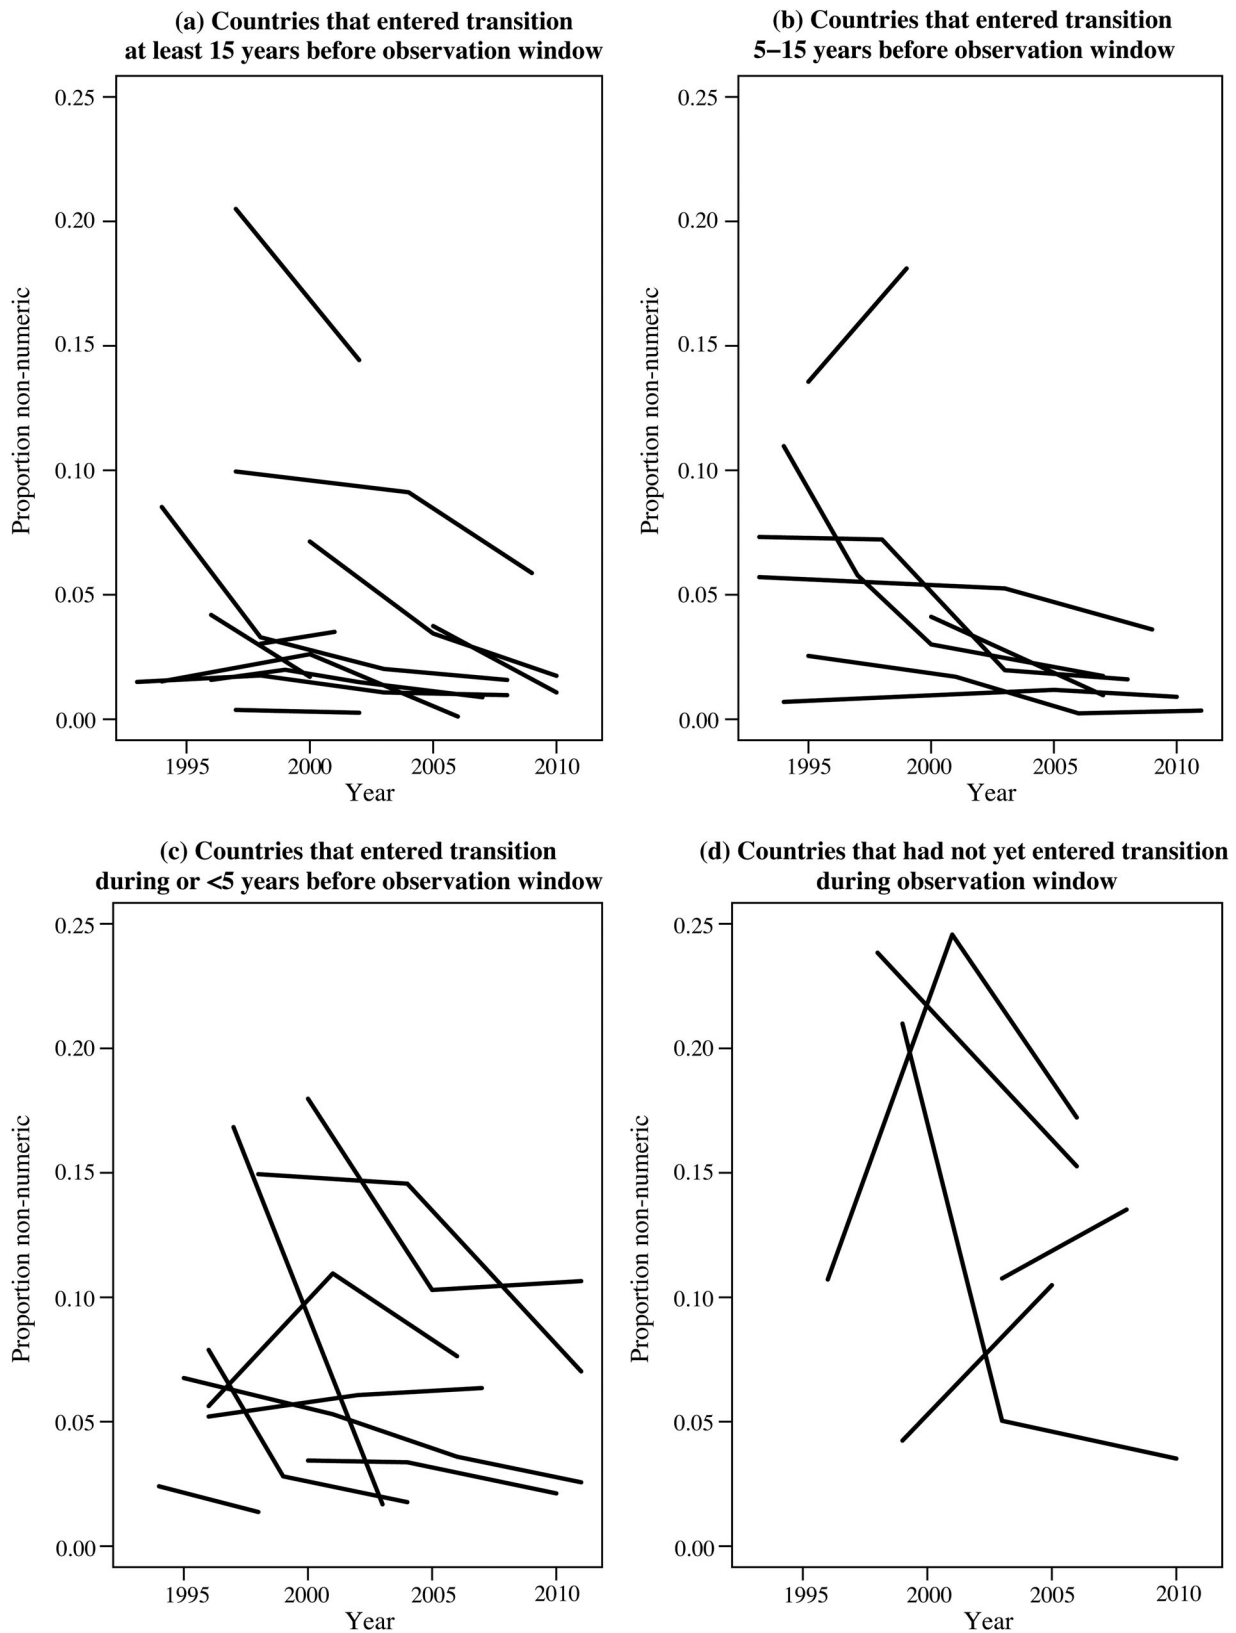 (a) Countries that entered transition
at least 15 years before observation window
0.25
0.20
0.15
0.10
0.05
0.00
Proportion non-numeric
1995 2000 2005 2010
Year
(b) Countries that entered transition
5–15 years before observation window
0.25
0.20
0.15
0.10
0.05
0.00
Proportion non-numeric
1995 2000 2005 2010
Year
(c) Countries that entered transition
during or <5 years before observation window
0.25
0.20
0.15
0.10
0.05
0.00
Proportion non-numeric
1995 2000 2005 2010
Year
(d) Countries that had not yet entered transition
during observation window
0.25
0.20
0.15
0.10
0.05
0.00
Proportion non-numeric
1995 2000 2005 2010
Year